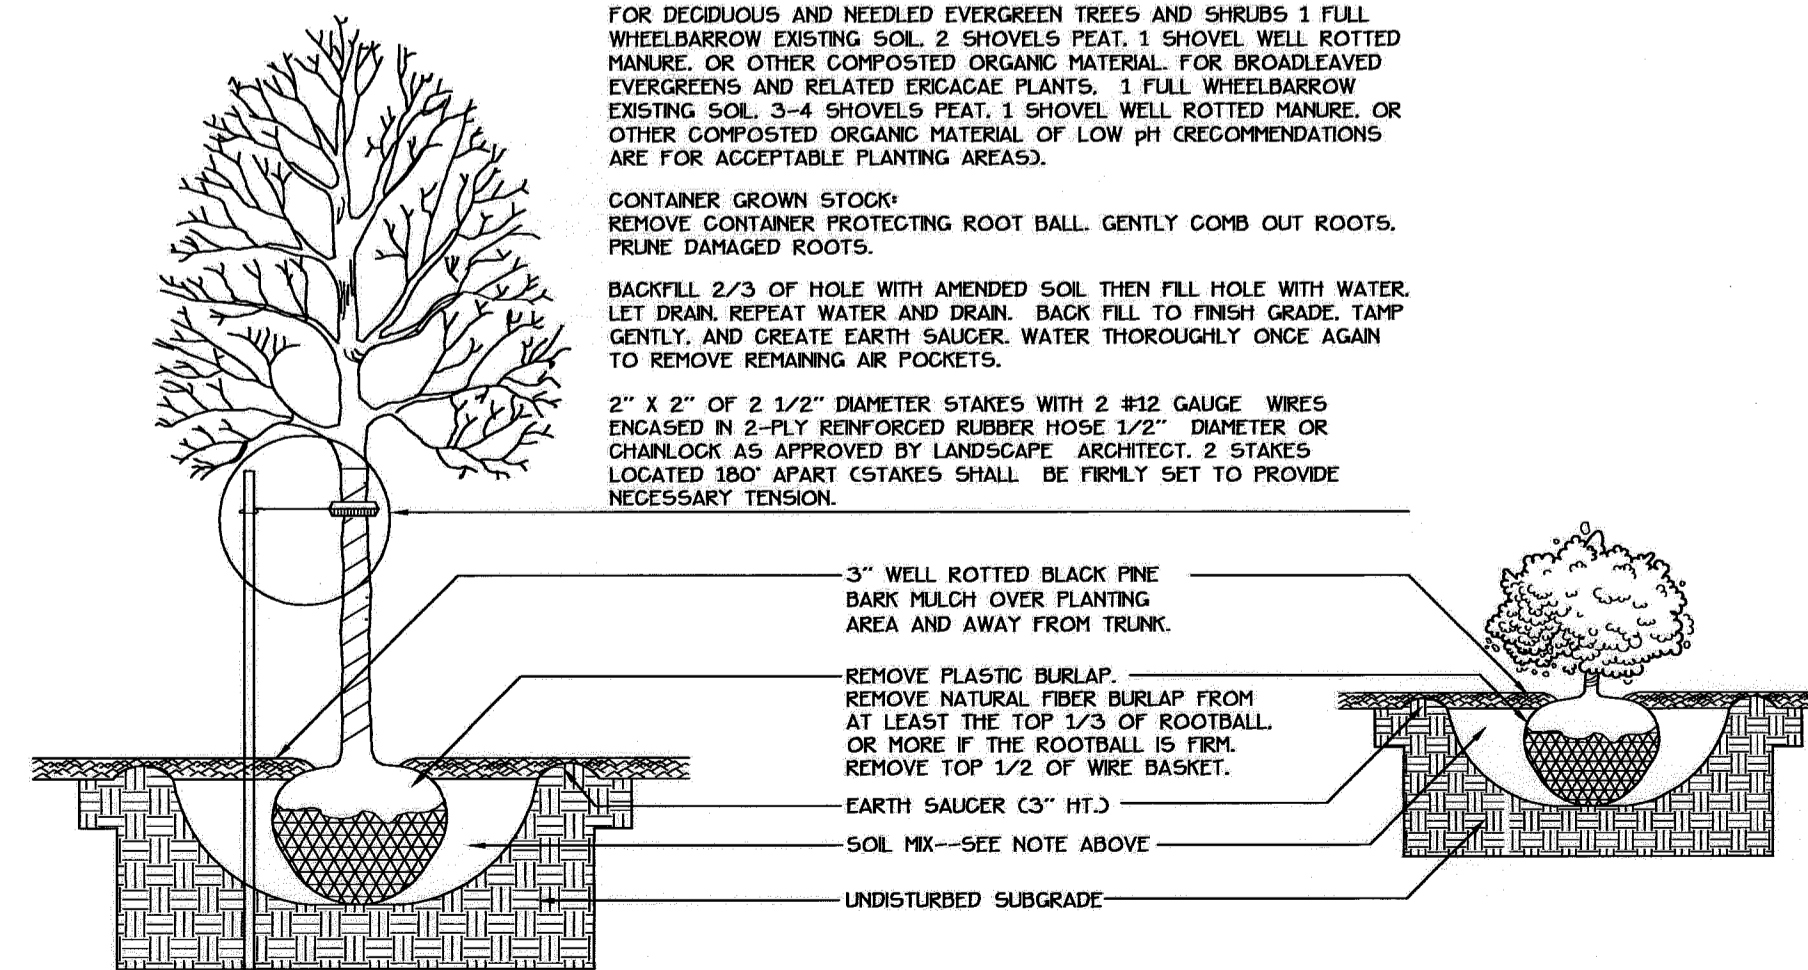 FOR DECIDUOUS AND NEEDLED EVERGREEN TREES AND SHRUBS 1 FULL
WHEELBARROW EXISTING SOIL. 2 SHOVELS PEAT. 1 SHOVEL WELL ROTTED
MANURE. OR OTHER COMPOSTED ORGANIC MATERIAL. FOR BROADLEAVED
EVERGREENS AND RELATED ERICACAE PLANTS. 1 FULL WHEELBARROW
EXISTING SOIL. 3-4 SHOVELS PEAT. 1 SHOVEL WELL ROTTED MANURE. OR
OTHER COMPOSTED ORGANIC MATERIAL OF LOW pH (RECOMMENDATIONS
ARE FOR ACCEPTABLE PLANTING AREAS).
CONTAINER GROWN STOCK:
REMOVE CONTAINER PROTECTING ROOT BALL. GENTLY COMB OUT ROOTS.
PRUNE DAMAGED ROOTS.
BACKFILL 2/3 OF HOLE WITH AMENDED SOIL THEN FILL HOLE WITH WATER.
LET DRAIN. REPEAT WATER AND DRAIN. BACK FILL TO FINISH GRADE. TAMP
GENTLY. AND CREATE EARTH SAUCER. WATER THOROUGHLY ONCE AGAIN
TO REMOVE REMAINING AIR POCKETS.
2" X 2" OF 2 1/2" DIAMETER STAKES WITH 2 #12 GAUGE WIRES
ENCASED IN 2-PLY REINFORCED RUBBER HOSE 1/2" DIAMETER OR
CHAINLOCK AS APPROVED BY LANDSCAPE ARCHITECT. 2 STAKES
LOCATED 180° APART (STAKES SHALL BE FIRMLY SET TO PROVIDE
NECESSARY TENSION.
3" WELL ROTTED BLACK PINE
BARK MULCH OVER PLANTING
AREA AND AWAY FROM TRUNK.
REMOVE PLASTIC BURLAP.
REMOVE NATURAL FIBER BURLAP FROM
AT LEAST THE TOP 1/3 OF ROOTBALL.
OR MORE IF THE ROOTBALL IS FIRM.
REMOVE TOP 1/2 OF WIRE BASKET.
EARTH SAUCER (3" HT.)
SOIL MIX--SEE NOTE ABOVE
UNDISTURBED SUBGRADE